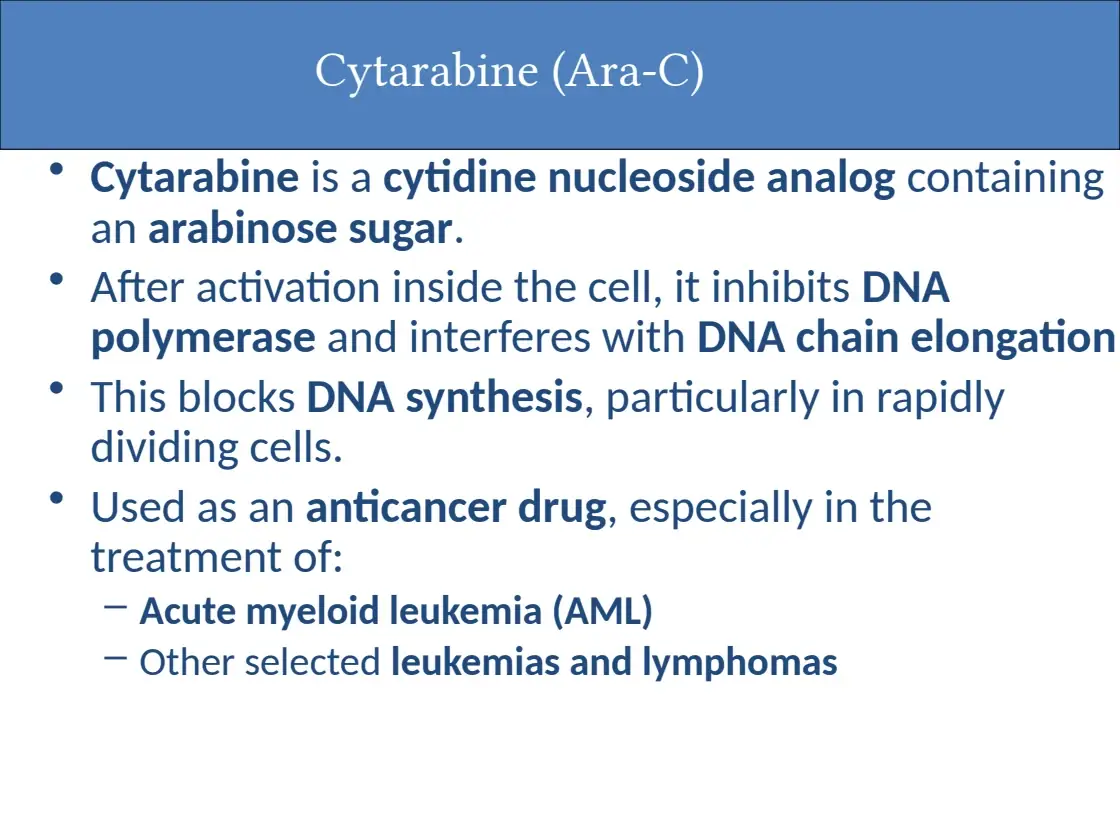 Cytarabine (Ara-C)
• Cytarabine is a cytidine nucleoside analog containing
an arabinose sugar.
• After activation inside the cell, it inhibits DNA
polymerase and interferes with DNA chain elongation
• This blocks DNA synthesis, particularly in rapidly
dividing cells.
• Used as an anticancer drug, especially in the
treatment of:
– Acute myeloid leukemia (AML)
– Other selected leukemias and lymphomas